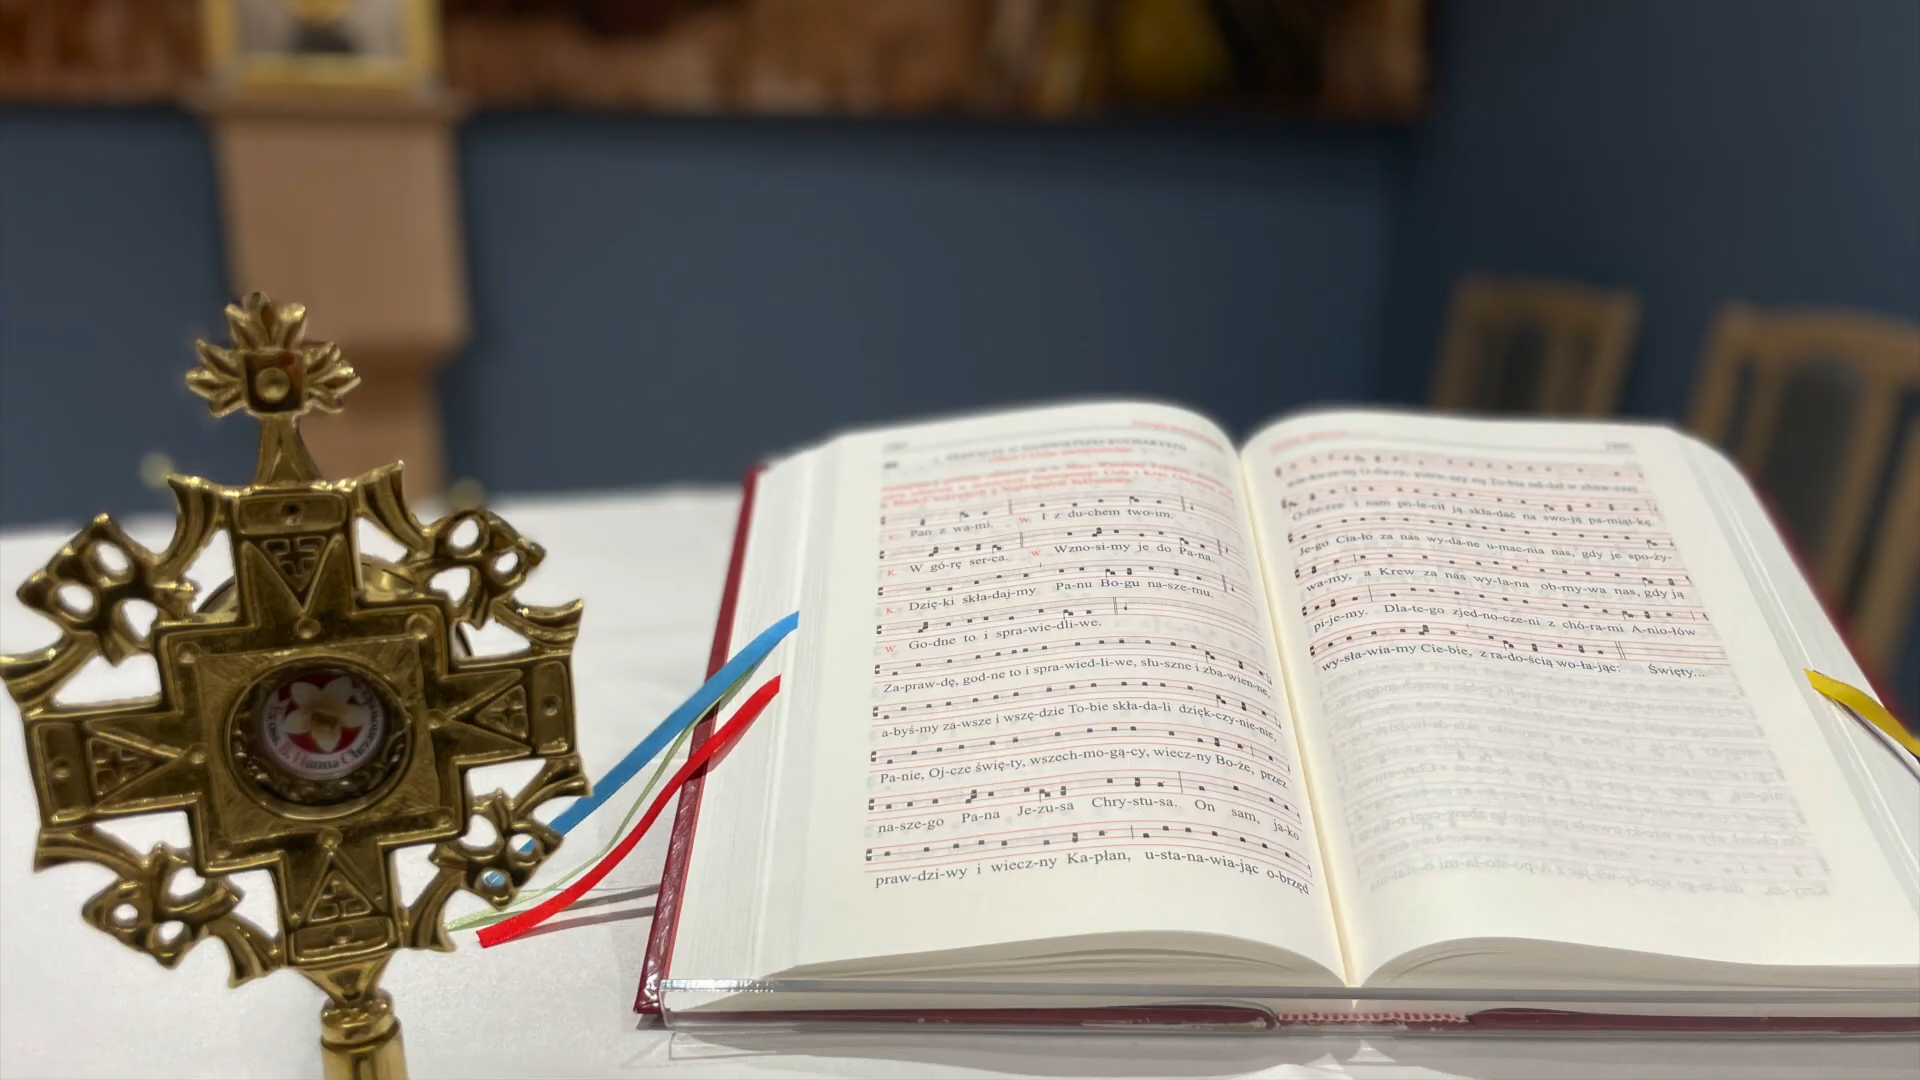 K. Pan z wa-mi. W. I z du-chem two-im.
K. W gó-rę ser-ca. W. Wzno-si-my je do Pa-na.
K. Dzię-ki skła-daj-my Pa-nu Bo-gu na-sze-mu.
W. Go-dne to i spra-wie-dli-we.
Za-praw-dę, god-ne to i spra-wied-li-we, słu-szne i zba-wien-ne,
a-byś-my za-wsze i wszę-dzie To-bie skła-da-li dzięk-czy-nie-nie,
Pa-nie, Oj-cze świę-ty, wszech-mo-gą-cy, wiecz-ny Bo-że, przez
na-sze-go Pa-na Je-zu-sa Chry-stu-sa. On sam, ja-ko
praw-dzi-wy i wiecz-ny Ka-płan, u-sta-na-wia-jąc o-brzęd
O-fie-rze i nam po-le-cił ją skła-dać na swo-ją pa-miąt-kę.
Je-go Cia-ło za nas wy-da-ne u-mac-nia nas, gdy je spo-ży-
wa-my, a Krew za nas wy-la-na ob-my-wa nas, gdy ją
pi-je-my. Dla-te-go zjed-no-cze-ni z chó-ra-mi A-nio-łów
wy-sła-wia-my Cie-bie, z ra-do-ścią wo-ła-jąc: Święty...